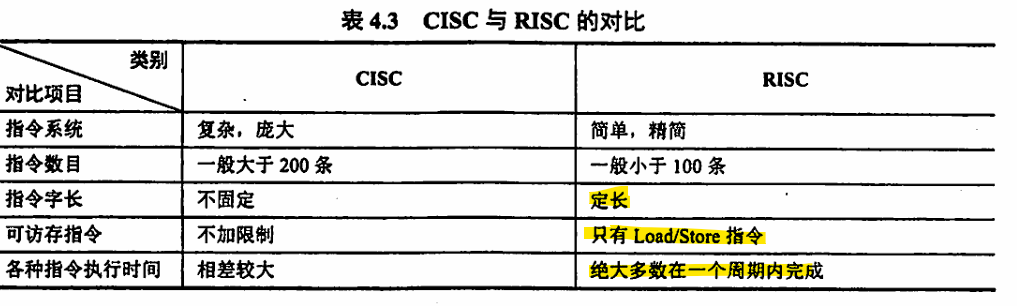 表 4.3 CISC 与 RISC 的对比
类别
对比项目
CISC
RISC
指令系统
复杂，庞大
简单，精简
指令数目
一般大于 200 条
一般小于 100 条
指令字长
不固定
定长
可访存指令
不加限制
只有 Load/Store 指令
各种指令执行时间
相差较大
绝大多数在一个周期内完成